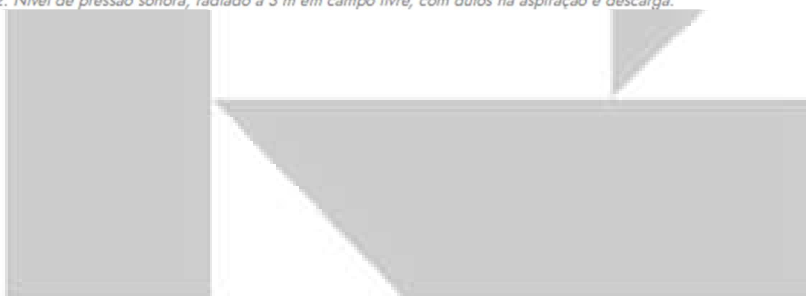 . Nível de pressão sonora, radiado a 3 m em campo livre, com dutos na aspiração e descarga.